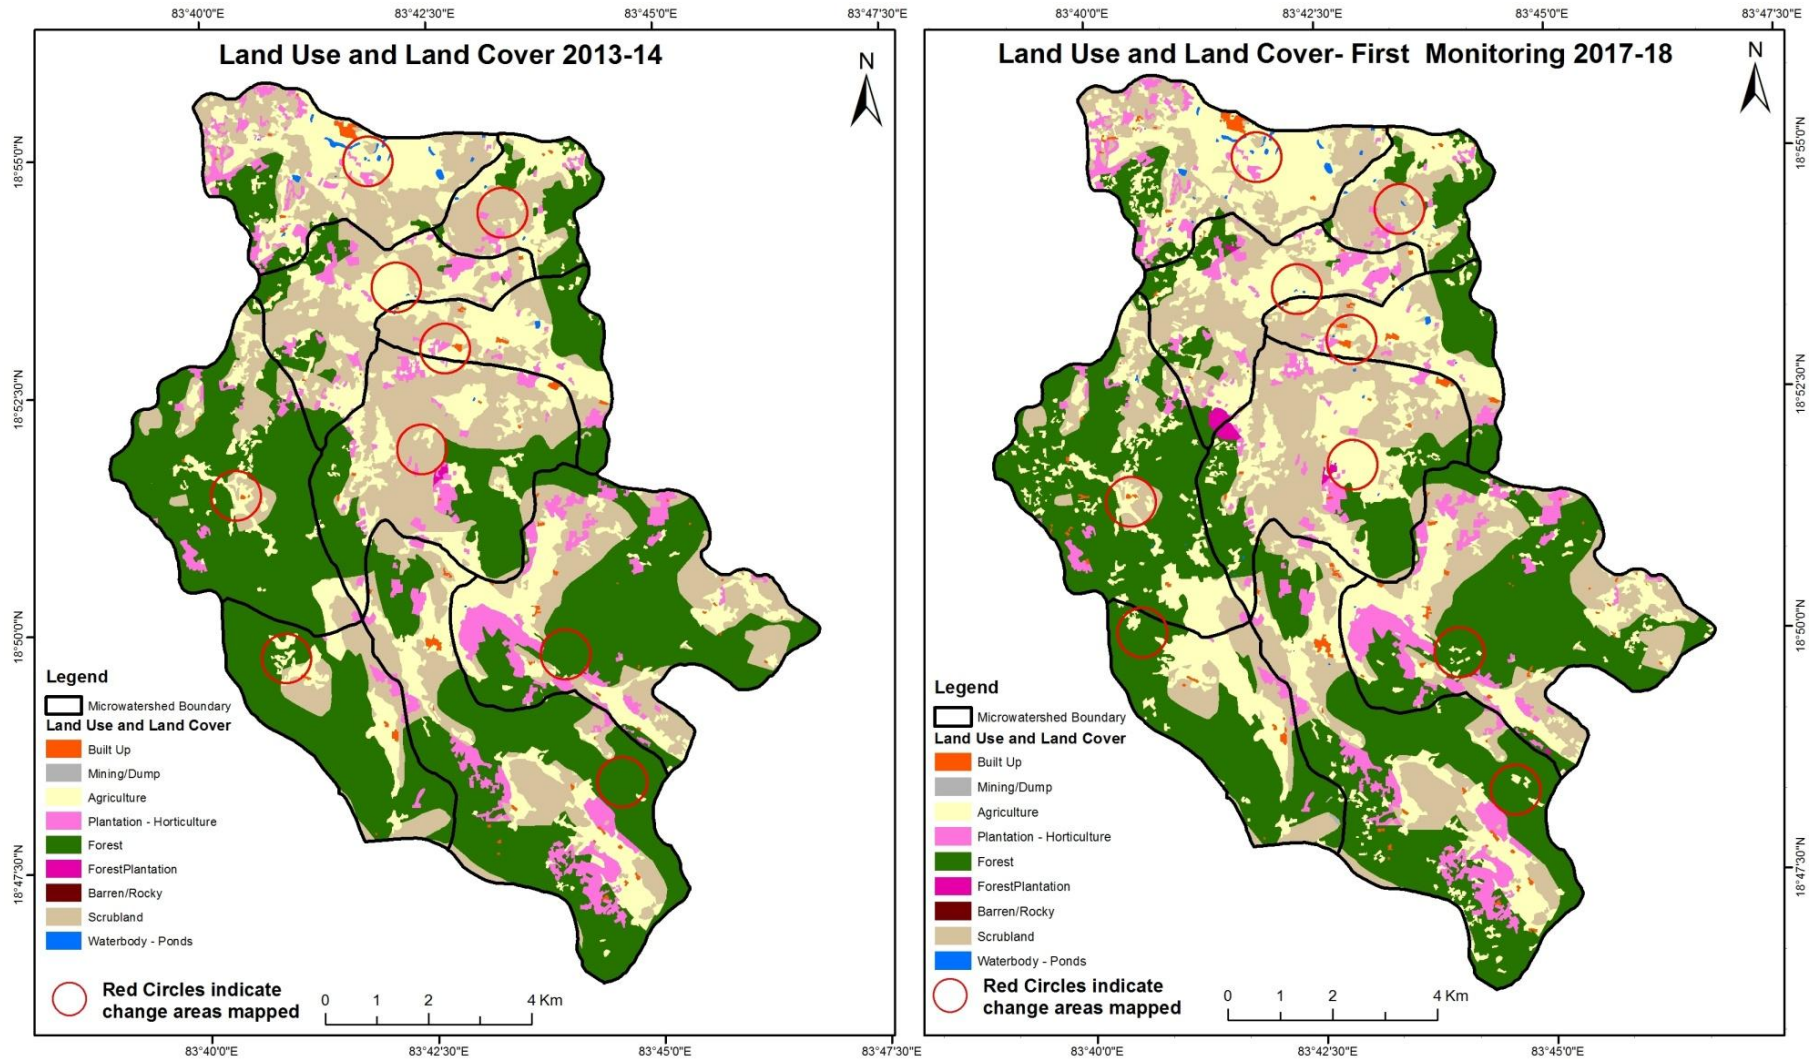 83°40'0"E 83°42'30"E 83°45'0"E 83°47'30"E
Land Use and Land Cover 2013-14
N
18°55'0"N
18°52'30"N
18°50'0"N
18°47'30"N
Legend
Microwatershed Boundary
Land Use and Land Cover
Built Up
Mining/Dump
Agriculture
Plantation - Horticulture
Forest
ForestPlantation
Barren/Rocky
Scrubland
Waterbody - Ponds
Red Circles indicate
change areas mapped
0 1 2 4 Km
83°40'0"E 83°42'30"E 83°45'0"E 83°47'30"E
83°40'0"E 83°42'30"E 83°45'0"E 83°47'30"E
Land Use and Land Cover- First Monitoring 2017-18
N
18°55'0"N
18°52'30"N
18°50'0"N
18°47'30"N
Legend
Microwatershed Boundary
Land Use and Land Cover
Built Up
Mining/Dump
Agriculture
Plantation - Horticulture
Forest
ForestPlantation
Barren/Rocky
Scrubland
Waterbody - Ponds
Red Circles indicate
change areas mapped
0 1 2 4 Km
83°40'0"E 83°42'30"E 83°45'0"E